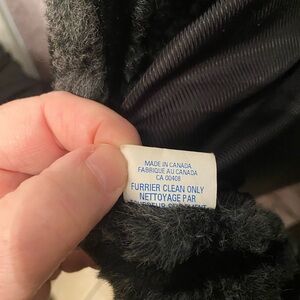 MADE IN CANADA
FABRIQUE AU CANADA
CA 00408
FURRIER CLEAN ONLY
NETTOYAGE PAR